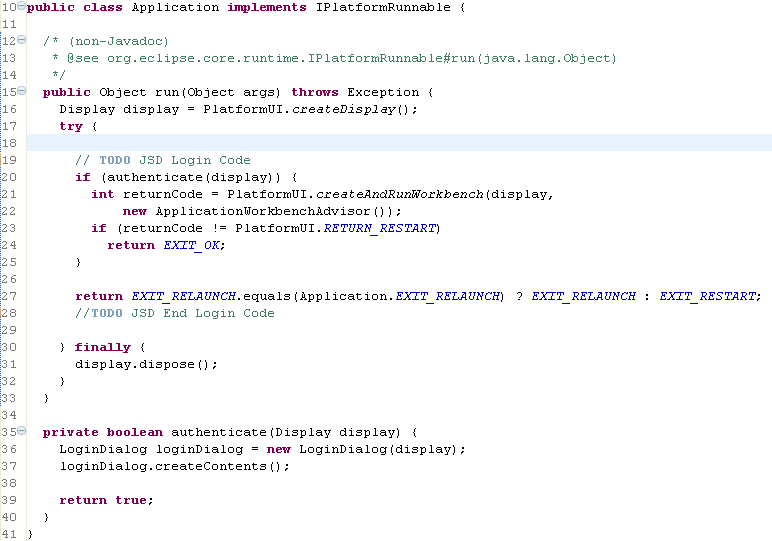 10 public class Application implements IPlatformRunnable {
11
12   /* (non-Javadoc)
13    * @see org.eclipse.core.runtime.IPlatformRunnable#run(java.lang.Object)
14    */
15   public Object run(Object args) throws Exception {
16     Display display = PlatformUI.createDisplay();
17     try {
18
19       // TODO JSD Login Code
20       if (authenticate(display)) {
21         int returnCode = PlatformUI.createAndRunWorkbench(display,
22             new ApplicationWorkbenchAdvisor());
23         if (returnCode != PlatformUI.RETURN_RESTART)
24           return EXIT_OK;
25       }
26
27       return EXIT_RELAUNCH.equals(Application.EXIT_RELAUNCH) ? EXIT_RELAUNCH : EXIT_RESTART;
28       //TODO JSD End Login Code
29
30     } finally {
31       display.dispose();
32     }
33   }
34
35   private boolean authenticate(Display display) {
36     LoginDialog loginDialog = new LoginDialog(display);
37     loginDialog.createContents();
38
39     return true;
40   }
41 }